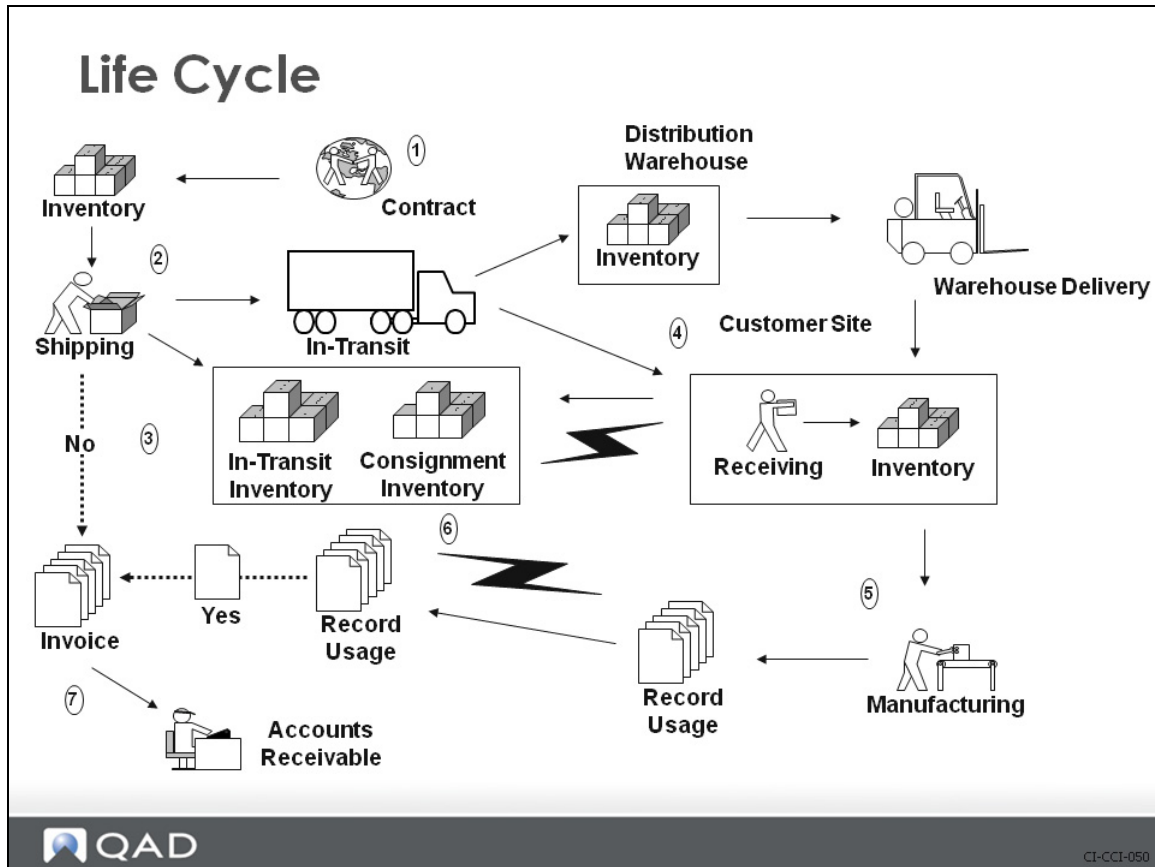 Life Cycle
1
Contract
Inventory
Distribution
Warehouse
Inventory
Warehouse Delivery
2
Shipping
In-Transit
4
Customer Site
Receiving
Inventory
No
3
In-Transit
Inventory
Consignment
Inventory
6
5
Invoice
Yes
Record
Usage
Record
Usage
Manufacturing
7
Accounts
Receivable
QAD
CI-CCI-050